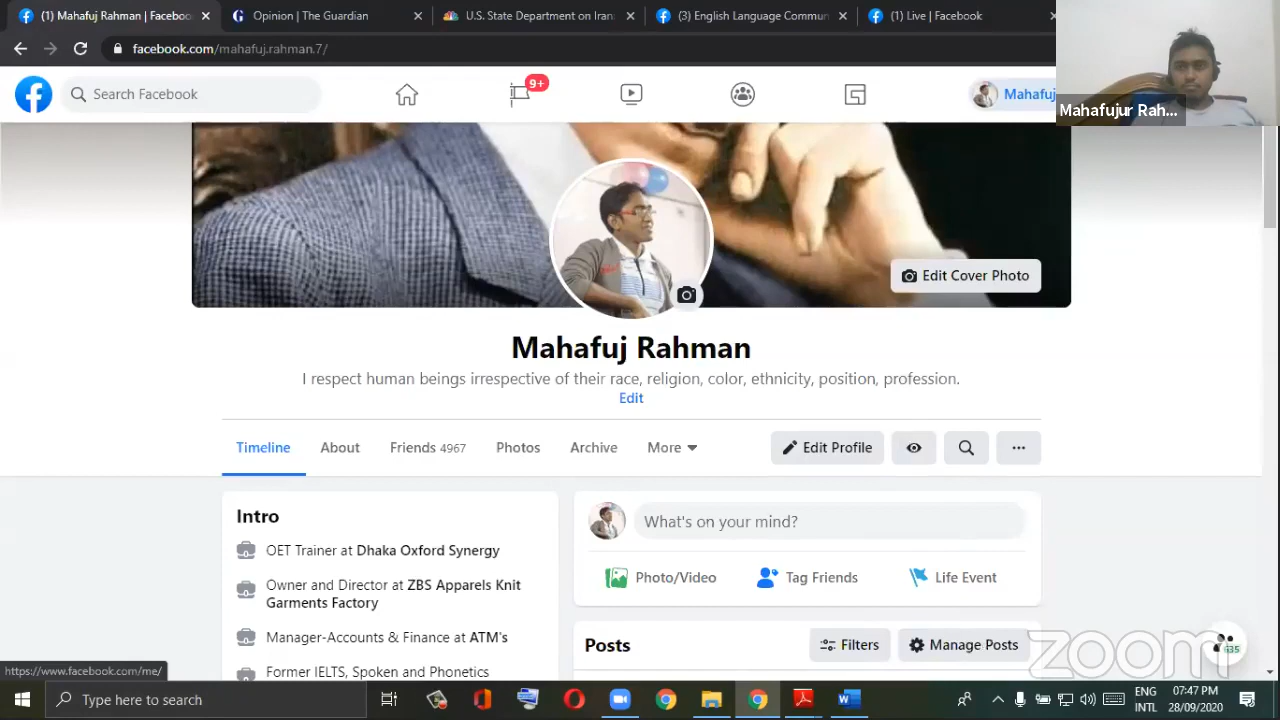 (1) Mahafuj Rahman | Facebook
Opinion | The Guardian
U.S. State Department on Iran:
(3) English Language Commun
(1) Live | Facebook
facebook.com/mahafuj.rahman.7/
Search Facebook
9+
Mahafuj
Mahafujur Rah...
Edit Cover Photo
Mahafuj Rahman
I respect human beings irrespective of their race, religion, color, ethnicity, position, profession.
Edit
Timeline About Friends 4967 Photos Archive More
Edit Profile
Intro
OET Trainer at Dhaka Oxford Synergy
Owner and Director at ZBS Apparels Knit
Garments Factory
Manager-Accounts & Finance at ATM's
Former IELTS, Spoken and Phonetics
What's on your mind?
Photo/Video Tag Friends Life Event
Posts
Filters
Manage Posts
zoom
https://www.facebook.com/me/
Type here to search
ENG
INTL
07:47 PM
28/09/2020